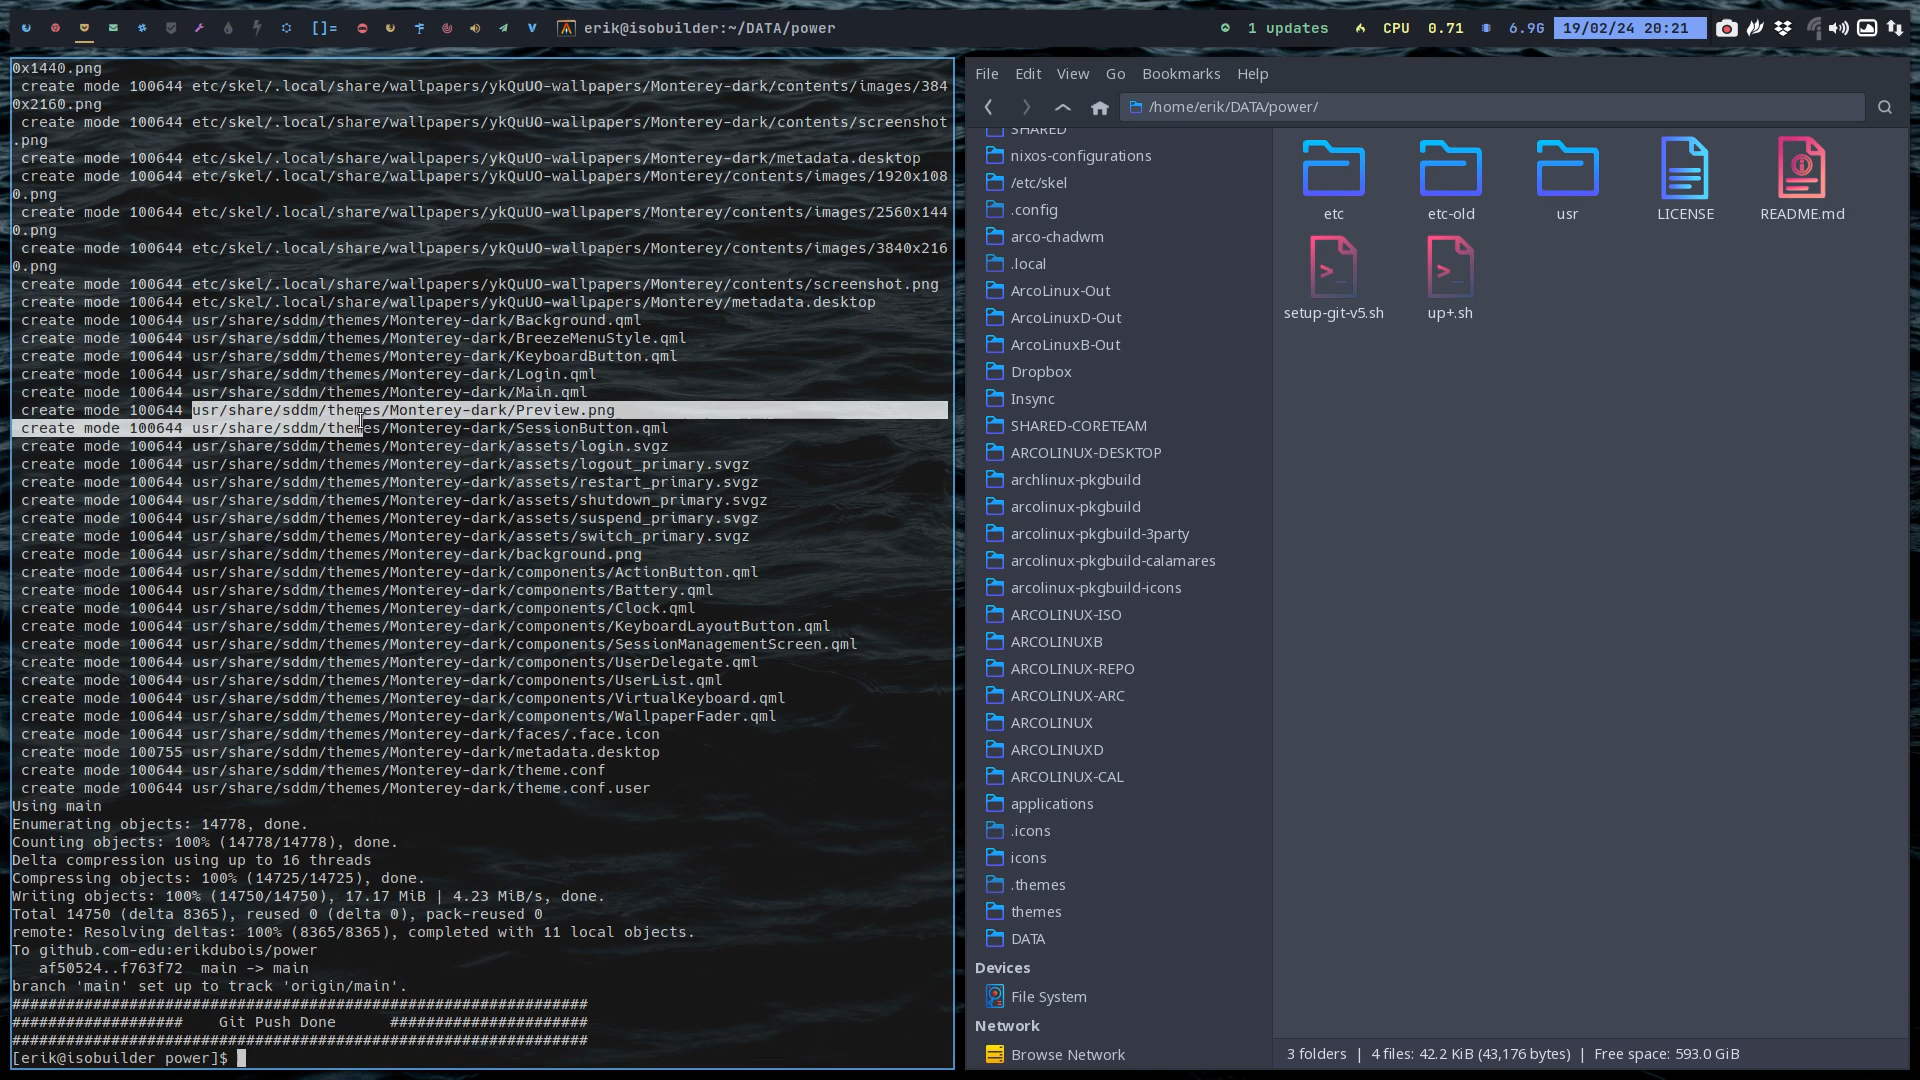 []=
erik@isobuilder:~/DATA/power
1 updates
CPU 0.71
6.9G
19/02/24 20:21
0x1440.png
create mode 100644 etc/skel/.local/share/wallpapers/ykQuUO-wallpapers/Monterey-dark/contents/images/384
0x2160.png
create mode 100644 etc/skel/.local/share/wallpapers/ykQuUO-wallpapers/Monterey-dark/contents/screenshot
.png
create mode 100644 etc/skel/.local/share/wallpapers/ykQuUO-wallpapers/Monterey-dark/metadata.desktop
create mode 100644 etc/skel/.local/share/wallpapers/ykQuUO-wallpapers/Monterey/contents/images/1920x108
0.png
create mode 100644 etc/skel/.local/share/wallpapers/ykQuUO-wallpapers/Monterey/contents/images/2560x144
0.png
create mode 100644 etc/skel/.local/share/wallpapers/ykQuUO-wallpapers/Monterey/contents/images/3840x216
0.png
create mode 100644 etc/skel/.local/share/wallpapers/ykQuUO-wallpapers/Monterey/contents/screenshot.png
create mode 100644 etc/skel/.local/share/wallpapers/ykQuUO-wallpapers/Monterey/metadata.desktop
create mode 100644 usr/share/sddm/themes/Monterey-dark/Background.qml
create mode 100644 usr/share/sddm/themes/Monterey-dark/BreezeMenuStyle.qml
create mode 100644 usr/share/sddm/themes/Monterey-dark/KeyboardButton.qml
create mode 100644 usr/share/sddm/themes/Monterey-dark/Login.qml
create mode 100644 usr/share/sddm/themes/Monterey-dark/Main.qml
create mode 100644 usr/share/sddm/themes/Monterey-dark/Preview.png
create mode 100644 usr/share/sddm/themes/Monterey-dark/SessionButton.qml
create mode 100644 usr/share/sddm/themes/Monterey-dark/assets/login.svgz
create mode 100644 usr/share/sddm/themes/Monterey-dark/assets/logout_primary.svgz
create mode 100644 usr/share/sddm/themes/Monterey-dark/assets/restart_primary.svgz
create mode 100644 usr/share/sddm/themes/Monterey-dark/assets/shutdown_primary.svgz
create mode 100644 usr/share/sddm/themes/Monterey-dark/assets/suspend_primary.svgz
create mode 100644 usr/share/sddm/themes/Monterey-dark/assets/switch_primary.svgz
create mode 100644 usr/share/sddm/themes/Monterey-dark/background.png
create mode 100644 usr/share/sddm/themes/Monterey-dark/components/ActionButton.qml
create mode 100644 usr/share/sddm/themes/Monterey-dark/components/Battery.qml
create mode 100644 usr/share/sddm/themes/Monterey-dark/components/Clock.qml
create mode 100644 usr/share/sddm/themes/Monterey-dark/components/KeyboardLayoutButton.qml
create mode 100644 usr/share/sddm/themes/Monterey-dark/components/SessionManagementScreen.qml
create mode 100644 usr/share/sddm/themes/Monterey-dark/components/UserDelegate.qml
create mode 100644 usr/share/sddm/themes/Monterey-dark/components/UserList.qml
create mode 100644 usr/share/sddm/themes/Monterey-dark/components/VirtualKeyboard.qml
create mode 100644 usr/share/sddm/themes/Monterey-dark/components/WallpaperFader.qml
create mode 100644 usr/share/sddm/themes/Monterey-dark/faces/.face.icon
create mode 100755 usr/share/sddm/themes/Monterey-dark/metadata.desktop
create mode 100644 usr/share/sddm/themes/Monterey-dark/theme.conf
create mode 100644 usr/share/sddm/themes/Monterey-dark/theme.conf.user
Using main
Enumerating objects: 14778, done.
Counting objects: 100% (14778/14778), done.
Delta compression using up to 16 threads
Compressing objects: 100% (14725/14725), done.
Writing objects: 100% (14750/14750), 17.17 MiB | 4.23 MiB/s, done.
Total 14750 (delta 8365), reused 0 (delta 0), pack-reused 0
remote: Resolving deltas: 100% (8365/8365), completed with 11 local objects.
To github.com-edu:erikdubois/power
af50524..f763f72  main -> main
branch 'main' set up to track 'origin/main'.
################################################################
###################    Git Push Done      ######################
################################################################
[erik@isobuilder power]$
File Edit View Go Bookmarks Help
/home/erik/DATA/power/
SHARED
nixos-configurations
/etc/skel
.config
arco-chadwm
.local
ArcoLinux-Out
ArcoLinuxD-Out
ArcoLinuxB-Out
Dropbox
Insync
SHARED-CORETEAM
ARCOLINUX-DESKTOP
archlinux-pkgbuild
arcolinux-pkgbuild
arcolinux-pkgbuild-3party
arcolinux-pkgbuild-calamares
arcolinux-pkgbuild-icons
ARCOLINUX-ISO
ARCOLINUXB
ARCOLINUX-REPO
ARCOLINUX-ARC
ARCOLINUX
ARCOLINUXD
ARCOLINUX-CAL
applications
.icons
icons
.themes
themes
DATA
Devices
File System
Network
Browse Network
etc
etc-old
usr
LICENSE
README.md
setup-git-v5.sh
up+.sh
3 folders | 4 files: 42.2 KiB (43,176 bytes) | Free space: 593.0 GiB